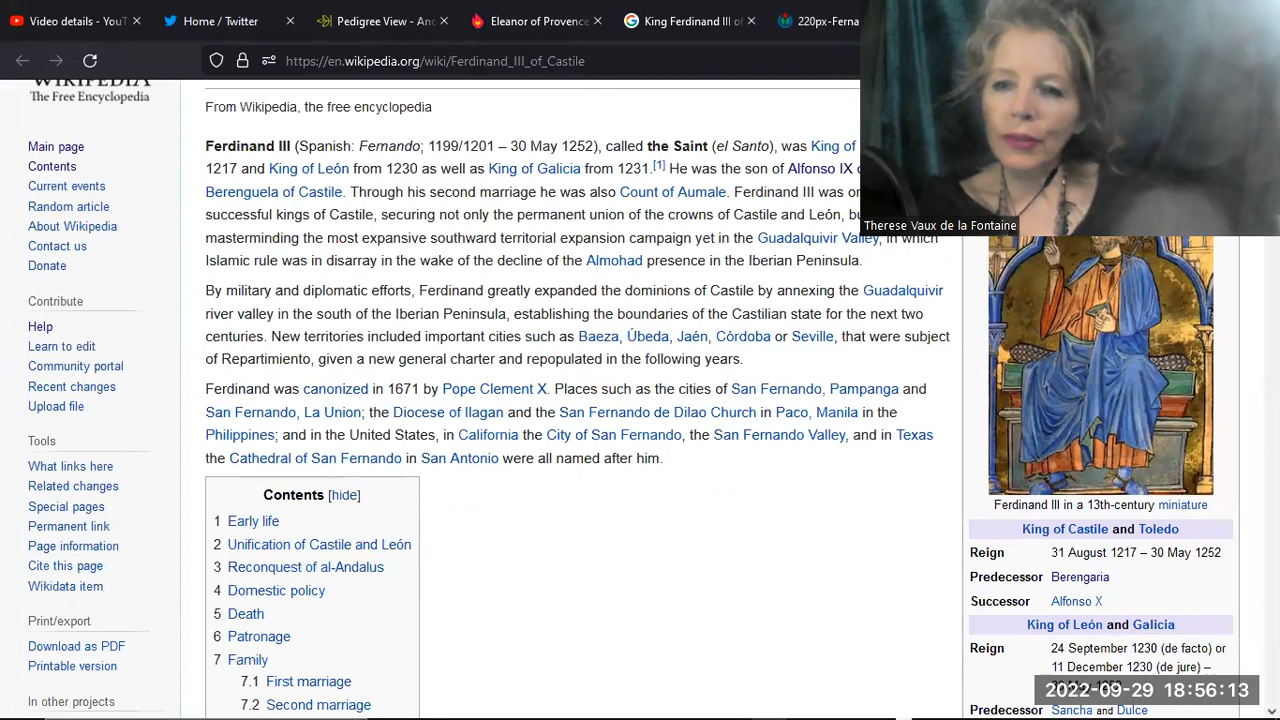 Video details - YouT
Home / Twitter
Pedigree View - Anc
Eleanor of Provence
King Ferdinand III of
220px-Ferna
https://en.wikipedia.org/wiki/Ferdinand_III_of_Castile
WIKIPEDIA
The Free Encyclopedia
Main page
Contents
Current events
Random article
About Wikipedia
Contact us
Donate
Contribute
Help
Learn to edit
Community portal
Recent changes
Upload file
Tools
What links here
Related changes
Special pages
Permanent link
Page information
Cite this page
Wikidata item
Print/export
Download as PDF
Printable version
In other projects
From Wikipedia, the free encyclopedia
Ferdinand III (Spanish: Fernando; 1199/1201 – 30 May 1252), called the Saint (el Santo), was King of
1217 and King of León from 1230 as well as King of Galicia from 1231.[1] He was the son of Alfonso IX
Berenguela of Castile. Through his second marriage he was also Count of Aumale. Ferdinand III was
successful kings of Castile, securing not only the permanent union of the crowns of Castile and León,
masterminding the most expansive southward territorial expansion campaign yet in the Guadalquivir Valley, in which
Islamic rule was in disarray in the wake of the decline of the Almohad presence in the Iberian Peninsula.
By military and diplomatic efforts, Ferdinand greatly expanded the dominions of Castile by annexing the Guadalquivir
river valley in the south of the Iberian Peninsula, establishing the boundaries of the Castilian state for the next two
centuries. New territories included important cities such as Baeza, Úbeda, Jaén, Córdoba or Seville, that were subject
of Repartimiento, given a new general charter and repopulated in the following years.
Ferdinand was canonized in 1671 by Pope Clement X. Places such as the cities of San Fernando, Pampanga and
San Fernando, La Union; the Diocese of Ilagan and the San Fernando de Dilao Church in Paco, Manila in the
Philippines; and in the United States, in California the City of San Fernando, the San Fernando Valley, and in Texas
the Cathedral of San Fernando in San Antonio were all named after him.
Contents [hide]
1 Early life
2 Unification of Castile and León
3 Reconquest of al-Andalus
4 Domestic policy
5 Death
6 Patronage
7 Family
7.1 First marriage
7.2 Second marriage
Therese Vaux de la Fontaine
Ferdinand III in a 13th-century miniature
King of Castile and Toledo
Reign 31 August 1217 – 30 May 1252
Predecessor Berengaria
Successor Alfonso X
King of León and Galicia
Reign 24 September 1230 (de facto) or
11 December 1230 (de jure) –
2022-09-29 18:56:13
Predecessor Sancha and Dulce